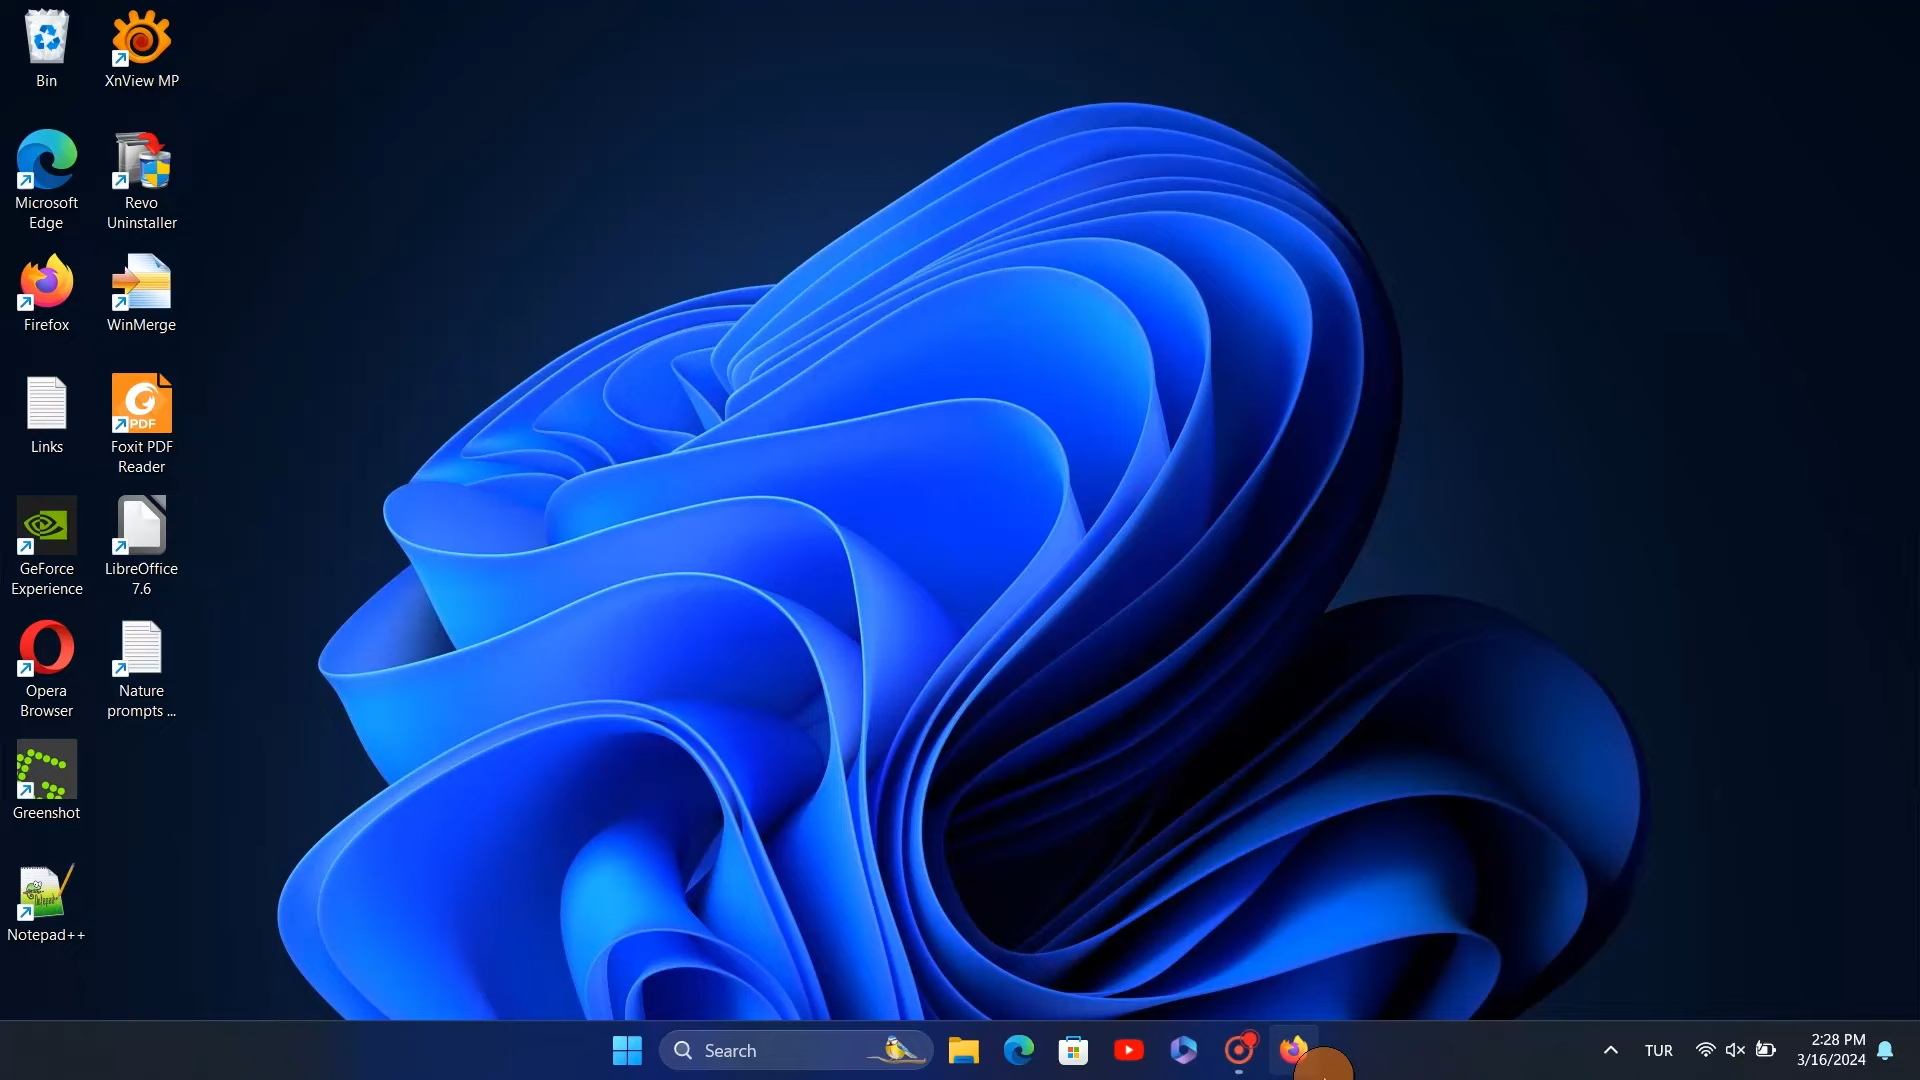 Bin
XnView MP
Microsoft
Edge
Revo
Uninstaller
Firefox
WinMerge
Links
PDF
Foxit PDF
Reader
GeForce
Experience
LibreOffice
7.6
Opera
Browser
Nature
prompts ...
Greenshot
Notepad++
Search
TUR
2:28 PM
3/16/2024